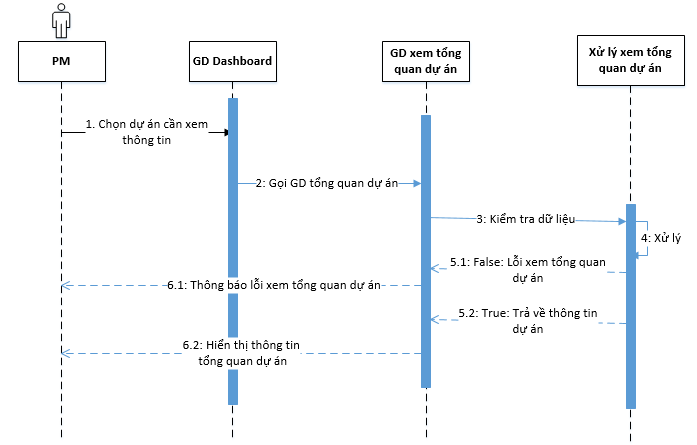 PM
GD Dashboard
GD xem tổng
quan dự án
Xử lý xem tổng
quan dự án
1. Chọn dự án cần xem
thông tin
2: Gọi GD tổng quan dự án
3: Kiểm tra dữ liệu
4: Xử lý
5.1: False: Lỗi xem tổng quan
dự án
6.1: Thông báo lỗi xem tổng quan dự án
5.2: True: Trả về thông tin
dự án
6.2: Hiển thị thông tin
tổng quan dự án